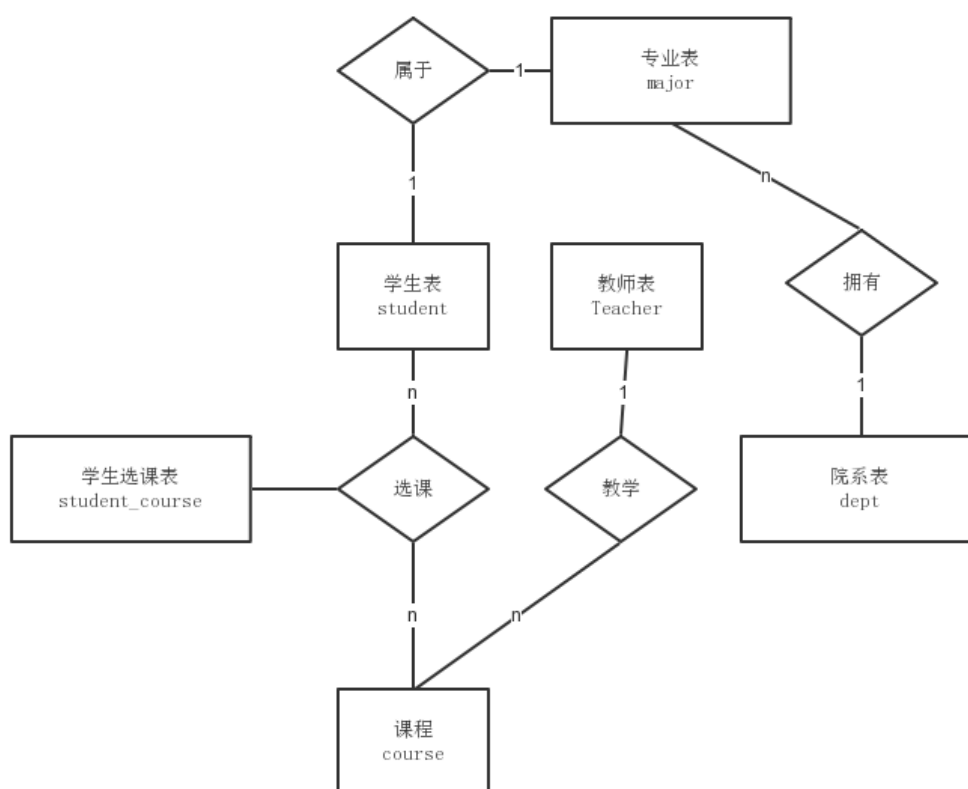 属于
1
专业表
major
1
n
学生表
student
教师表
Teacher
拥有
n
1
1
学生选课表
student_course
选课
教学
院系表
dept
n
n
课程
course